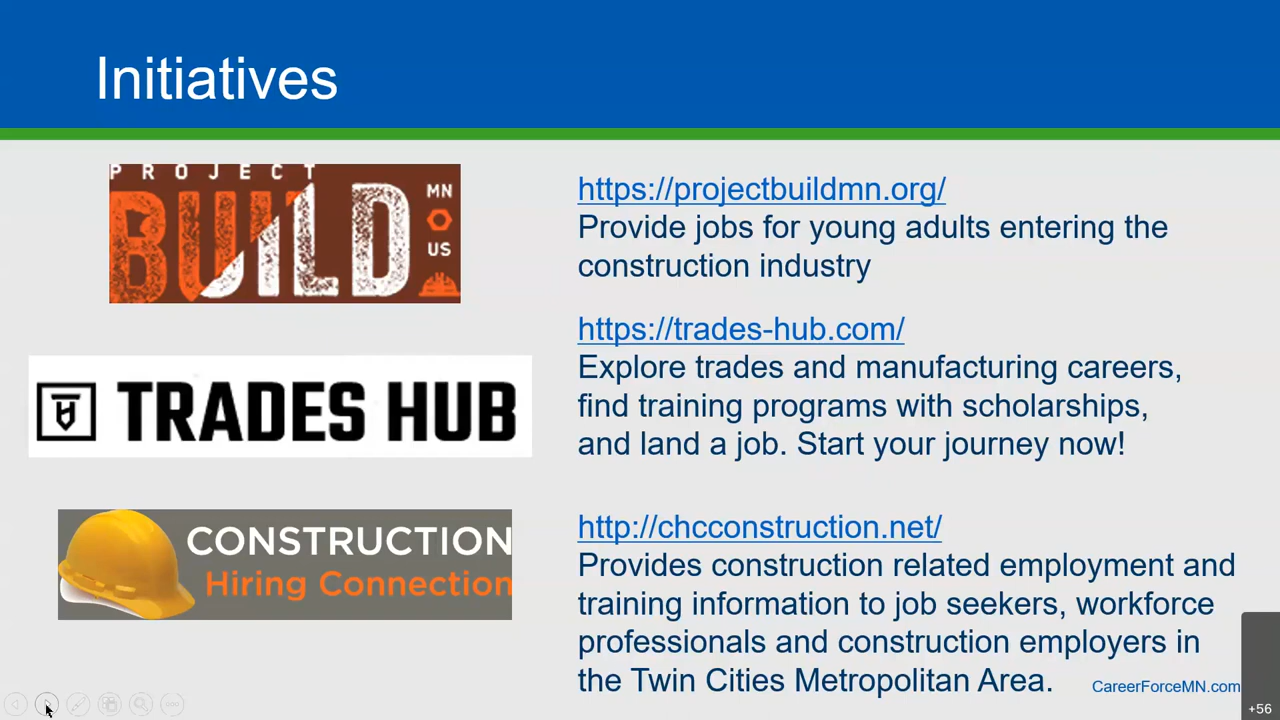 Initiatives
PROJECT
BUILD
MN
US
https://projectbuildmn.org/
Provide jobs for young adults entering the
construction industry
TRADES HUB
https://trades-hub.com/
Explore trades and manufacturing careers,
find training programs with scholarships,
and land a job. Start your journey now!
CONSTRUCTION
Hiring Connection
http://chcconstruction.net/
Provides construction related employment and
training information to job seekers, workforce
professionals and construction employers in
the Twin Cities Metropolitan Area.
CareerForceMN.com
+56